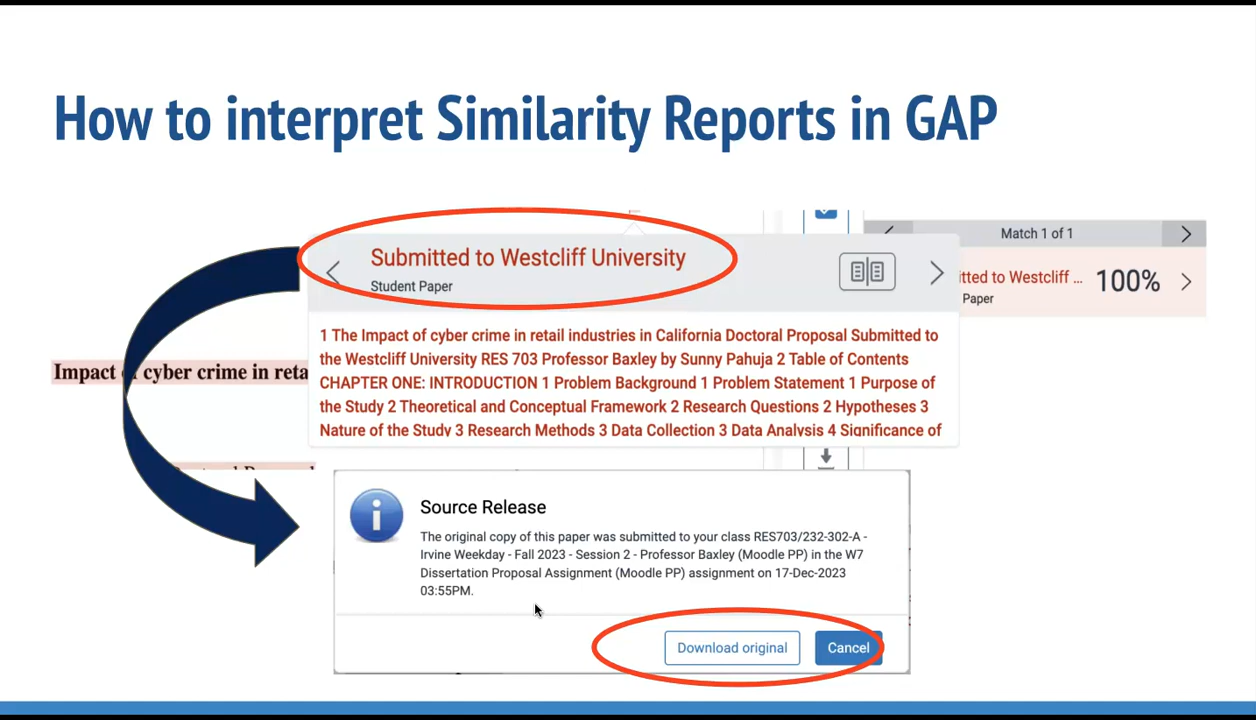 How to interpret Similarity Reports in GAP
Submitted to Westcliff University
Student Paper
Match 1 of 1
itted to Westcliff ... 100%
Paper
1 The Impact of cyber crime in retail industries in California Doctoral Proposal Submitted to
the Westcliff University RES 703 Professor Baxley by Sunny Pahuja 2 Table of Contents
CHAPTER ONE: INTRODUCTION 1 Problem Background 1 Problem Statement 1 Purpose of
the Study 2 Theoretical and Conceptual Framework 2 Research Questions 2 Hypotheses 3
Nature of the Study 3 Research Methods 3 Data Collection 3 Data Analysis 4 Significance of
Impact cyber crime in reta
Source Release
The original copy of this paper was submitted to your class RES703/232-302-A -
Irvine Weekday - Fall 2023 - Session 2 - Professor Baxley (Moodle PP) in the W7
Dissertation Proposal Assignment (Moodle PP) assignment on 17-Dec-2023
03:55PM.
Download original
Cancel